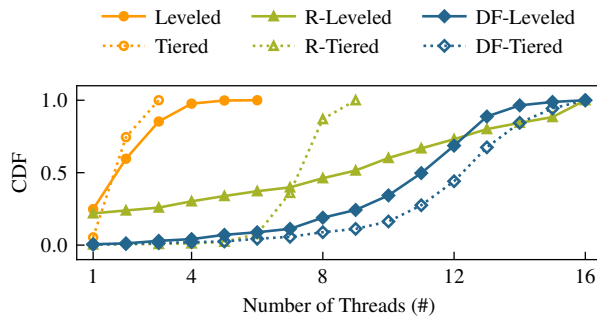 Leveled R-Leveled DF-Leveled
Tiered R-Tiered DF-Tiered
1.0
0.5
0.0
CDF
1 4 8 12 16
Number of Threads (#)